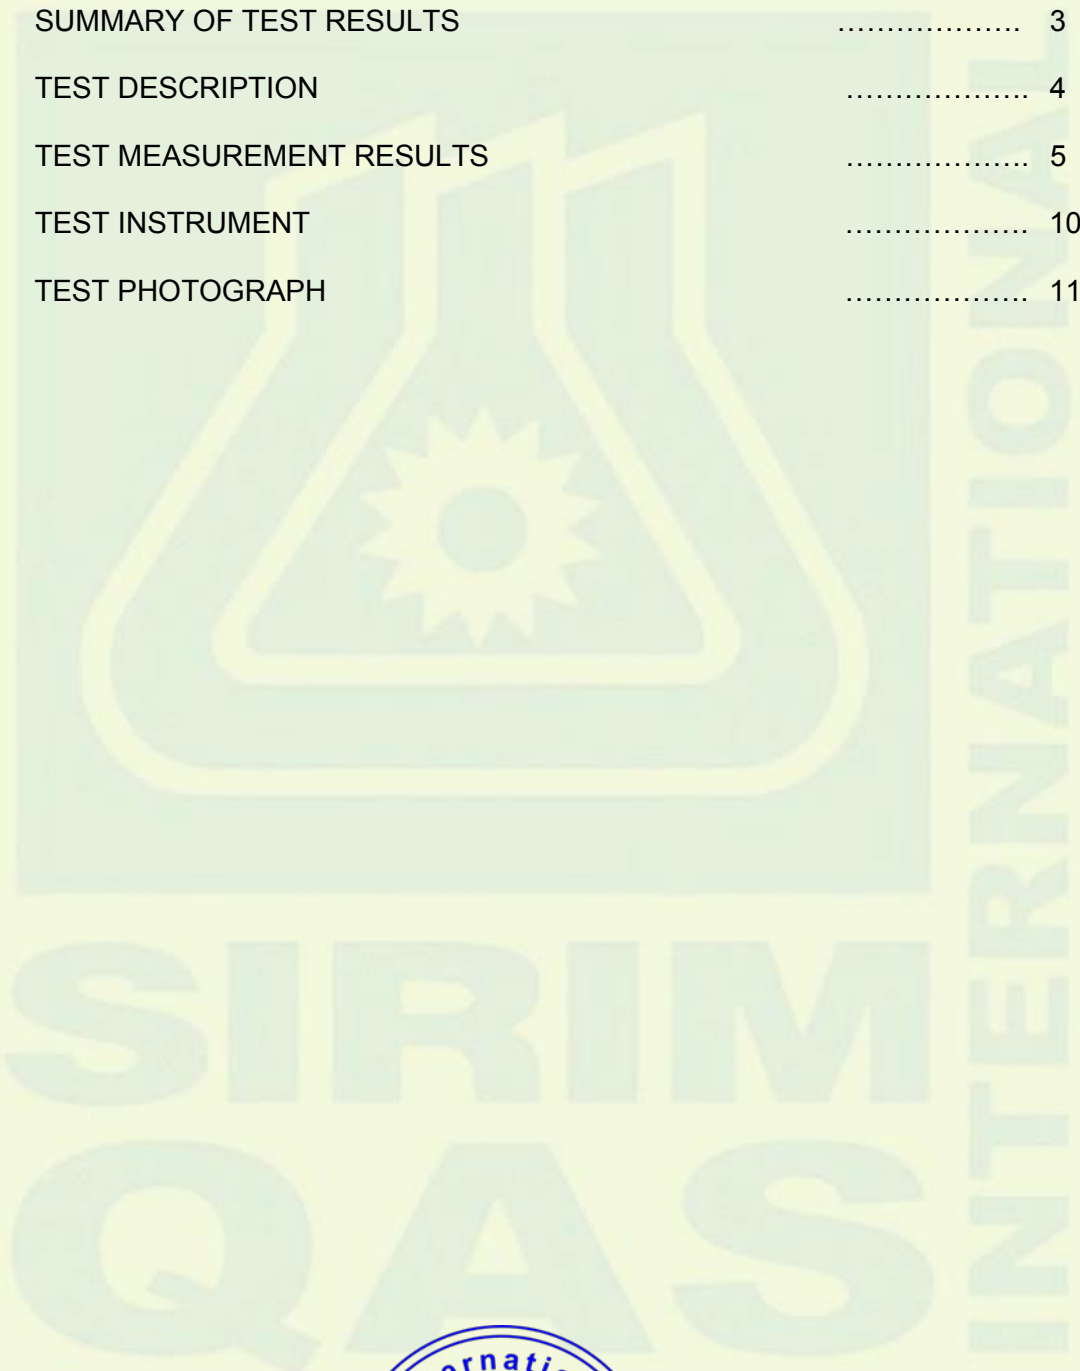 SUMMARY OF TEST RESULTS ………………. 3
TEST DESCRIPTION ………………. 4
TEST MEASUREMENT RESULTS ………………. 5
TEST INSTRUMENT ………………. 10
TEST PHOTOGRAPH ………………. 11
SIRIM
QAS
INTERNATIONAL